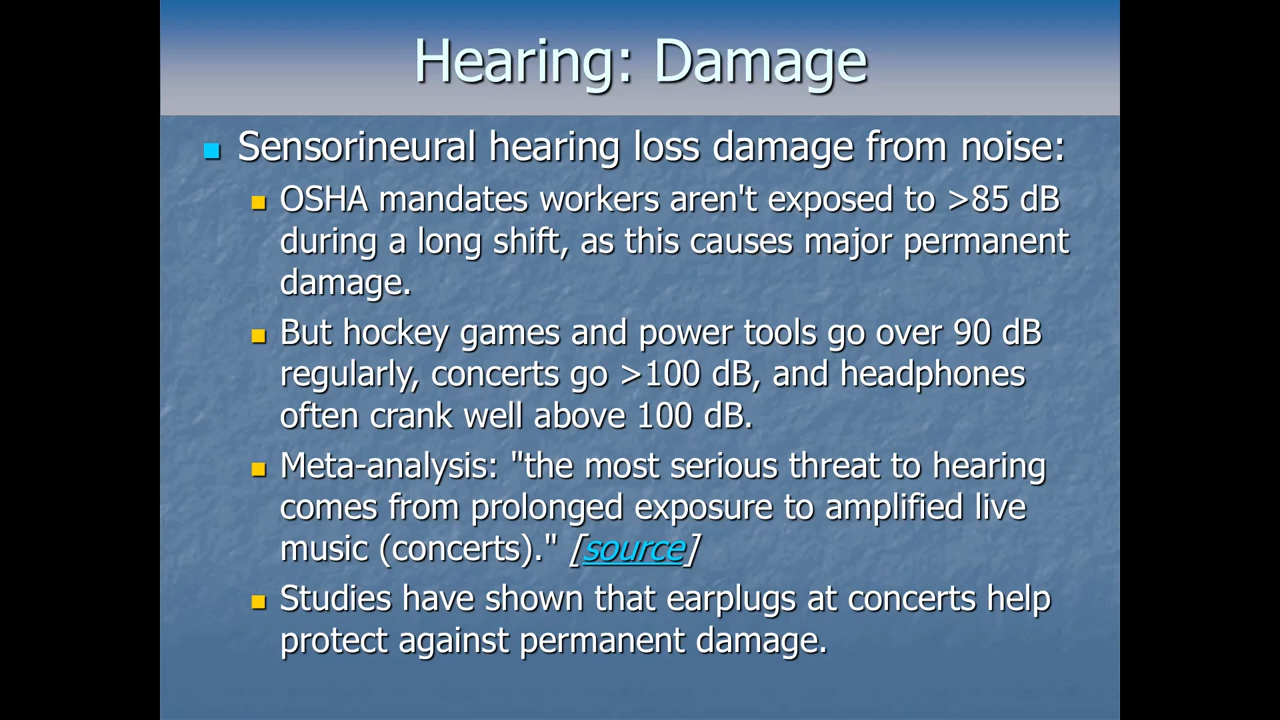 Hearing: Damage
Sensorineural hearing loss damage from noise:
OSHA mandates workers aren't exposed to >85 dB
during a long shift, as this causes major permanent
damage.
But hockey games and power tools go over 90 dB
regularly, concerts go >100 dB, and headphones
often crank well above 100 dB.
Meta-analysis: "the most serious threat to hearing
comes from prolonged exposure to amplified live
music (concerts)." [source]
Studies have shown that earplugs at concerts help
protect against permanent damage.